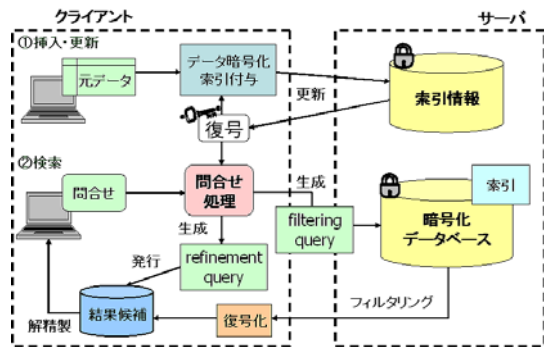 クライアント
サーバ
①挿入・更新
元データ
データ暗号化
索引付与
更新
索引情報
復号
②検索
問合せ
問合せ
処理
生成
filtering
query
索引
暗号化
データベース
生成
refinement
query
発行
フィルタリング
解精製
結果候補
復号化